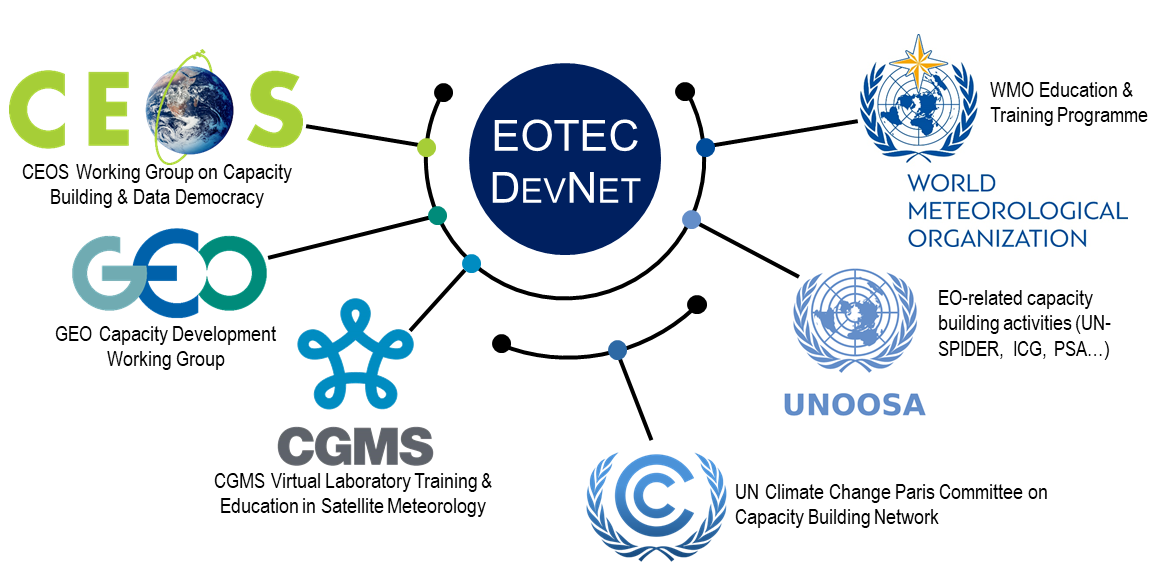 CEOS
CEOS Working Group on Capacity
Building & Data Democracy
GEO
GEO Capacity Development
Working Group
CGMS
CGMS Virtual Laboratory Training &
Education in Satellite Meteorology
EOTEC
DEVNET
WMO Education &
Training Programme
WORLD
METEOROLOGICAL
ORGANIZATION
EO-related capacity
building activities (UN-
SPIDER, ICG, PSA…)
UNOOSA
UN Climate Change Paris Committee on
Capacity Building Network